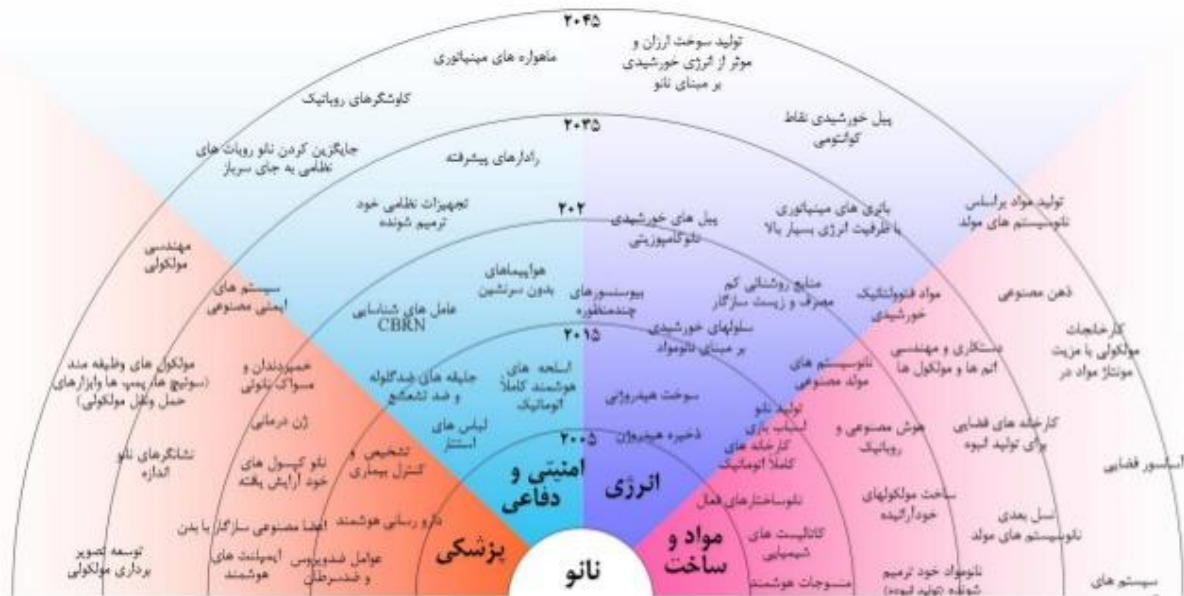 ۲۰۴۵
تولید سوخت ارزان و
موثر از انرژی خورشیدی
بر مبنای نانو
ماهواره های مینیاتوری
کاوشگرهای روباتیک
پیل خورشیدی نقاط
کوانتومی
۲۰۳۵
جایگزین کردن نانو روبات های
نظامی به جای سرباز
رادارهای پیشرفته
تجهیزات نظامی خود
ترمیم شونده
۲۰۲
پیل های خورشیدی
نانوکامپوزیتی
باتری های مینیاتوری
با ظرفیت انرژی بسیار بالا
تولید مواد براساس
نانوسیستم های مولد
مهندسی
مولکولی
سیستم های
ایمنی مصنوعی
هواپیماهای
بدون سرنشین
عامل های شناسایی
CBRN
بیوسنسورهای
چندمنظوره
منابع روشنائی کم
مصرف و زیست سازگار
مواد فتوولتائیک
خورشیدی
ذهن مصنوعی
کارخانجات
مولکولی با مزیت
مونتاژ مواد در
۲۰۱۵
سلولهای خورشیدی
بر مبنای نانومواد
دستکاری و مهندسی
اتم ها و مولکول ها
نانوسیستم های
مولد مصنوعی
مولکول های وظیفه مند
(سوئیچ ها، پمپ ها وابزارهای
حمل ونقل مولکولی)
خمیردندان و
مسواک نانوئی
جلیقه های ضدگلوله
و ضد تشعشع
اسلحه های
هوشمند کاملاً
اتوماتیک
سوخت هیدروژنی
تولید نانو
کارخانه های
کاملا اتوماتیک
هوش مصنوعی و
روباتیک
کارخانه های فضایی
برای تولید انبوه
آسانسور فضایی
ژن درمانی
لباس های
استتار
۲۰۰۵
ذخیره هیدروژن
نشانگرهای نانو
اندازه
نانو کپسول های
خود آرایش یافته
تشخیص و
کنترل بیماری
امنیتی و
دفاعی
انرژی
نانوساختارهای فعال
ساخت مولکولهای
خودآرائیده
نسل بعدی
نانوسیستم های مولد
اعضا مصنوعی سازگار با بدن
دارو رسانی هوشمند
کاتالیست های
شیمیایی
توسعه تصویر
برداری مولکولی
ایمپلنت های
هوشمند
عوامل ضدویروس
و ضدسرطان
پزشکی
نانو
مواد و
ساخت
منسوجات هوشمند
نانومواد خود ترمیم
شونده (تولید انبوه)
سیستم های